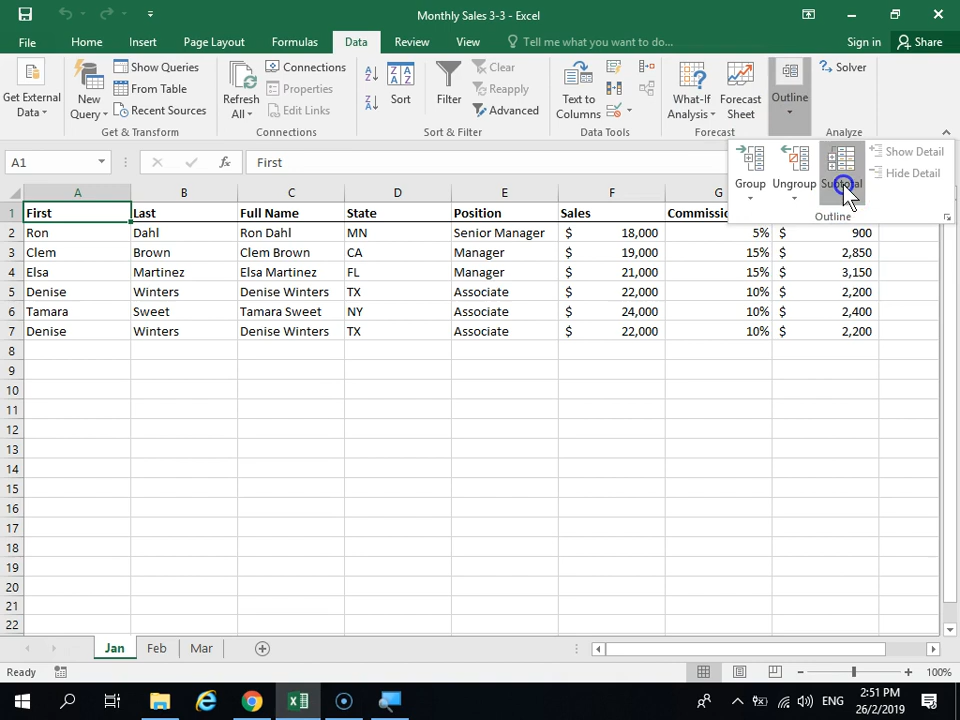 Monthly Sales 3-3 - Excel
File Home Insert Page Layout Formulas Data Review View Tell me what you want to do... Sign in Share
Get External Data
New Query
Show Queries
From Table
Recent Sources
Get & Transform
Refresh All
Connections
Properties
Edit Links
Connections
Sort
Filter
Clear
Reapply
Advanced
Sort & Filter
Text to Columns
Data Tools
What-If Analysis
Forecast Sheet
Forecast
Outline
Solver
Analyze
Group
Ungroup
Subtotal
Show Detail
Hide Detail
Outline
A1 fx First
A B C D E F G
1 First Last Full Name State Position Sales
2 Ron Dahl Ron Dahl MN Senior Manager $ 18,000 5% $ 900
3 Clem Brown Clem Brown CA Manager $ 19,000 15% $ 2,850
4 Elsa Martinez Elsa Martinez FL Manager $ 21,000 15% $ 3,150
5 Denise Winters Denise Winters TX Associate $ 22,000 10% $ 2,200
6 Tamara Sweet Tamara Sweet NY Associate $ 24,000 10% $ 2,400
7 Denise Winters Denise Winters TX Associate $ 22,000 10% $ 2,200
8
9
10
11
12
13
14
15
16
17
18
19
20
21
22
Jan Feb Mar
Ready 100%
ENG
2:51 PM
26/2/2019